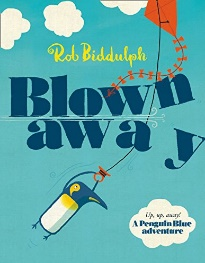 Rob Biddulph
Blown
away
Up, up, away!
A Penguin Blue
adventure